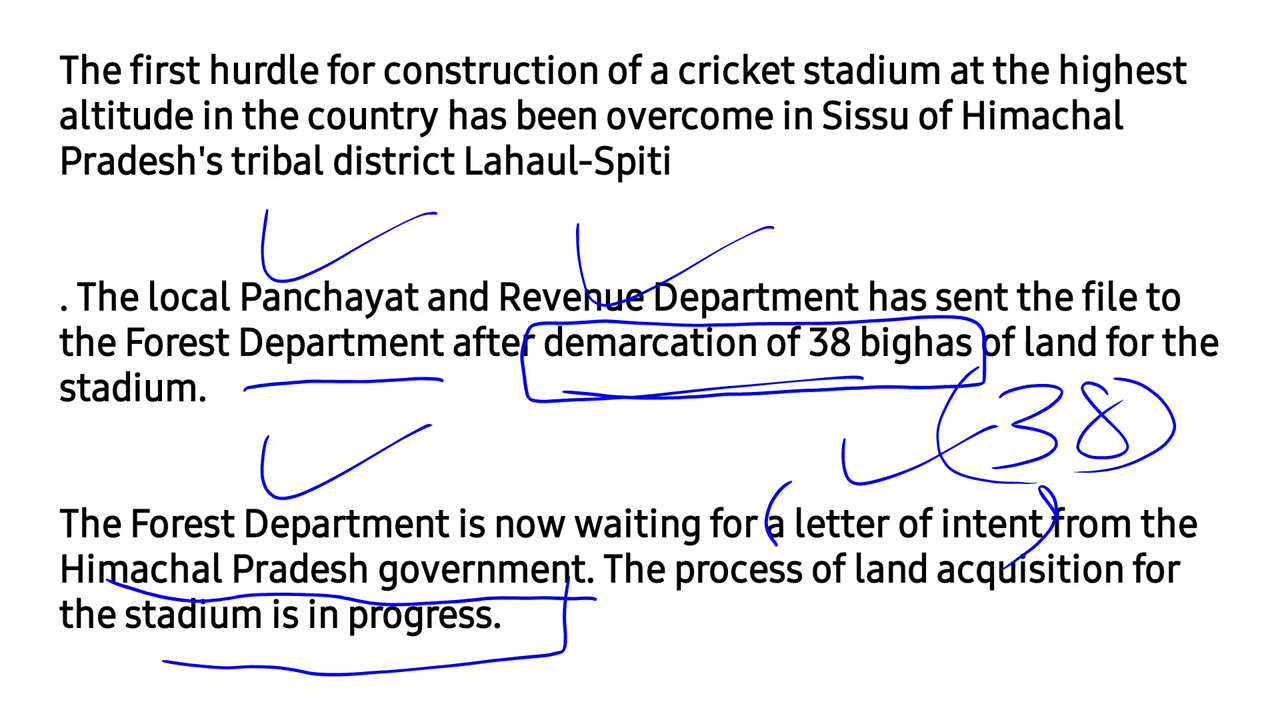 The first hurdle for construction of a cricket stadium at the highest
altitude in the country has been overcome in Sissu of Himachal
Pradesh's tribal district Lahaul-Spiti
. The local Panchayat and Revenue Department has sent the file to
the Forest Department after demarcation of 38 bighas of land for the
stadium.
(38)
The Forest Department is now waiting for (a letter of intent) from the
Himachal Pradesh government. The process of land acquisition for
the stadium is in progress.